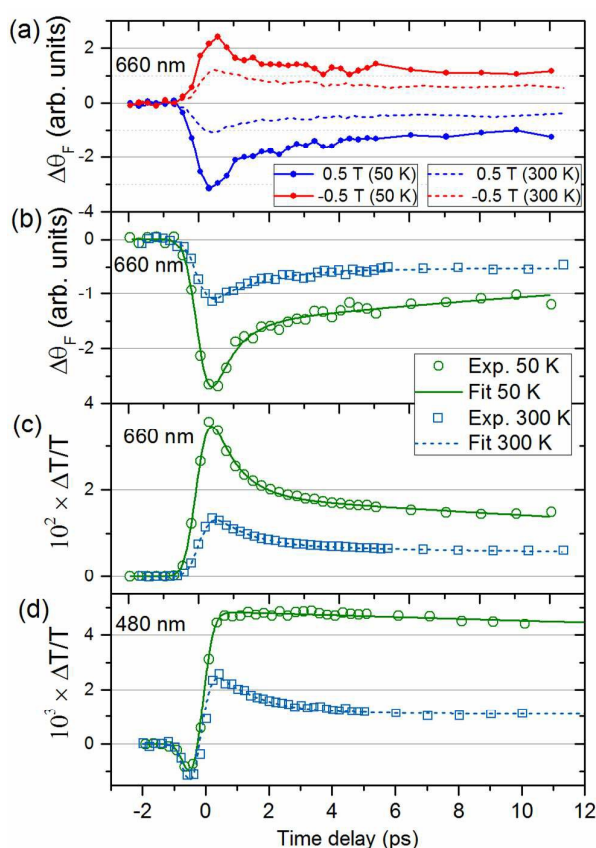 (a)
660 nm
Δθ_F (arb. units)
2
0
-2
-4
0.5 T (50 K)
-0.5 T (50 K)
0.5 T (300 K)
-0.5 T (300 K)
(b)
660 nm
Δθ_F (arb. units)
0
-1
-2
4
Exp. 50 K
Fit 50 K
Exp. 300 K
Fit 300 K
(c)
660 nm
10² × ΔT/T
2
0
(d)
480 nm
10³ × ΔT/T
4
2
0
-2 0 2 4 6 8 10 12
Time delay (ps)